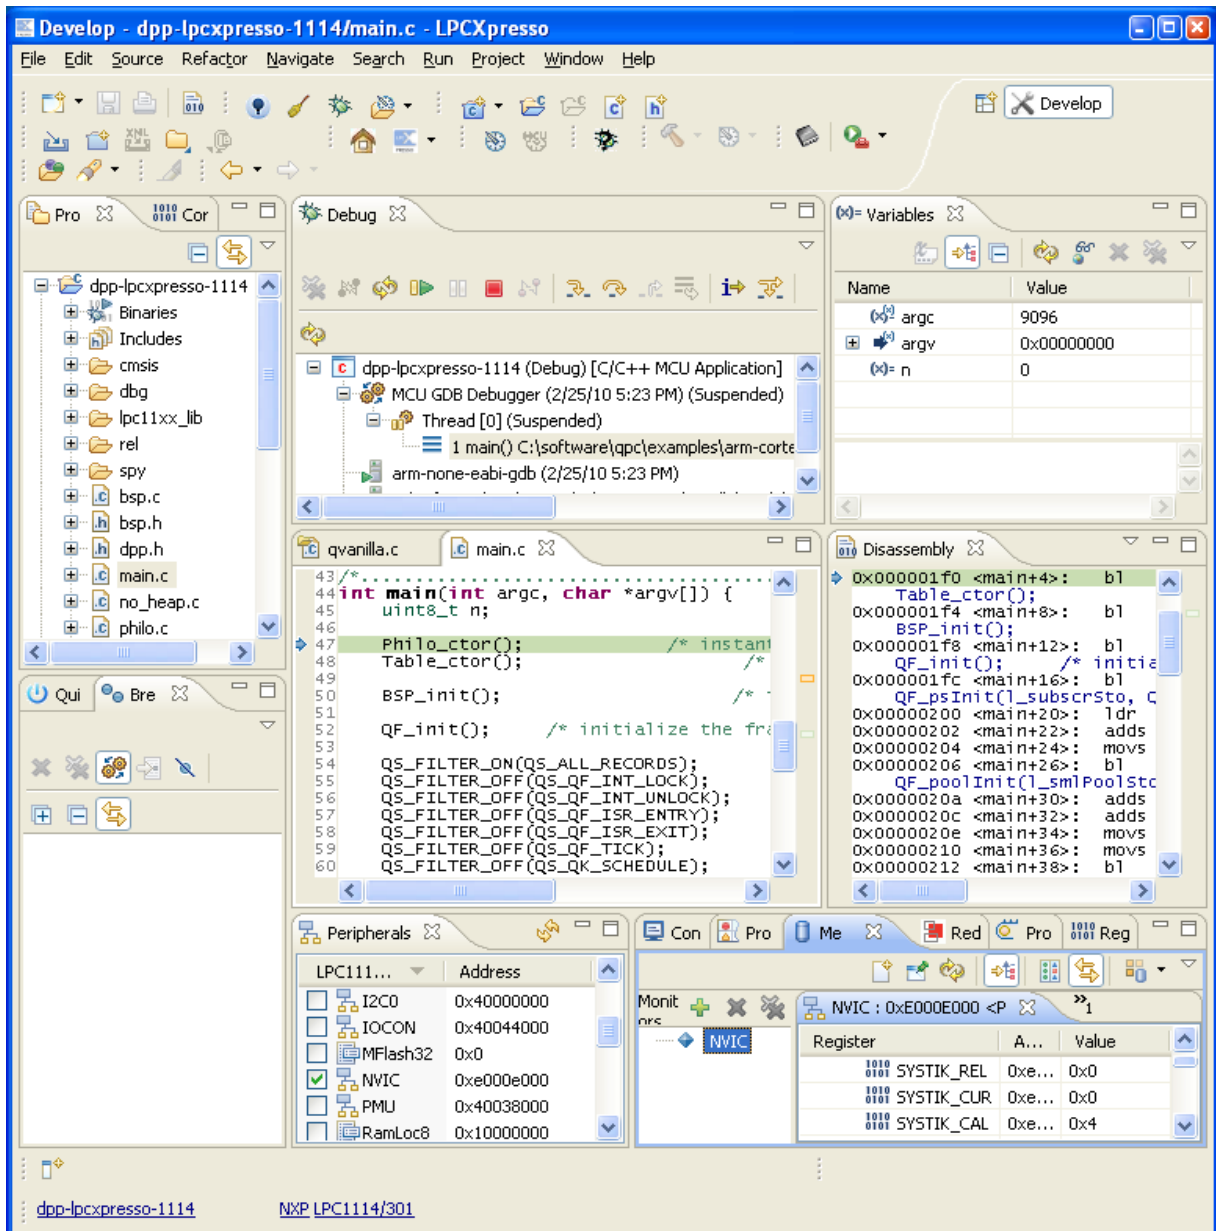 Develop - dpp-lpcxpresso-1114/main.c - LPCXpresso
File Edit Source Refactor Navigate Search Run Project Window Help
Develop
Pro Cor
dpp-lpcxpresso-1114
Binaries
Includes
cmsis
dbg
lpc11xx_lib
rel
spy
bsp.c
bsp.h
dpp.h
main.c
no_heap.c
philo.c
Debug
dpp-lpcxpresso-1114 (Debug) [C/C++ MCU Application]
MCU GDB Debugger (2/25/10 5:23 PM) (Suspended)
Thread [0] (Suspended)
1 main() C:\software\qpc\examples\arm-corte
arm-none-eabi-gdb (2/25/10 5:23 PM)
(x)= Variables
Name Value
argc 9096
argv 0x00000000
(x)= n 0
Qui Bre
qvanilla.c main.c
43 /*......................................
44 int main(int argc, char *argv[]) {
45 uint8_t n;
46
47 Philo_ctor(); /* instant
48 Table_ctor(); /*
49
50 BSP_init(); /*
51
52 QF_init(); /* initialize the fra
53
54 QS_FILTER_ON(QS_ALL_RECORDS);
55 QS_FILTER_OFF(QS_QF_INT_LOCK);
56 QS_FILTER_OFF(QS_QF_INT_UNLOCK);
57 QS_FILTER_OFF(QS_QF_ISR_ENTRY);
58 QS_FILTER_OFF(QS_QF_ISR_EXIT);
59 QS_FILTER_OFF(QS_QF_TICK);
60 QS_FILTER_OFF(QS_QK_SCHEDULE);
Disassembly
0x000001f0 <main+4>: bl
Table_ctor();
0x000001f4 <main+8>: bl
BSP_init();
0x000001f8 <main+12>: bl
QF_init(); /* initia
0x000001fc <main+16>: bl
QF_psInit(l_subscrSto, Q
0x00000200 <main+20>: ldr
0x00000202 <main+22>: adds
0x00000204 <main+24>: movs
0x00000206 <main+26>: bl
QF_poolInit(l_smlPoolSto
0x0000020a <main+30>: adds
0x0000020c <main+32>: adds
0x0000020e <main+34>: movs
0x00000210 <main+36>: movs
0x00000212 <main+38>: bl
Peripherals
LPC111... Address
I2C0 0x40000000
IOCON 0x40044000
MFlash32 0x0
NVIC 0xe000e000
PMU 0x40038000
RamLoc8 0x10000000
Con Pro Me Red Pro Reg
Monit
ors
NVIC
NVIC : 0xE000E000 <P
Register A... Value
SYSTIK_REL 0xe... 0x0
SYSTIK_CUR 0xe... 0x0
SYSTIK_CAL 0xe... 0x4
dpp-lpcxpresso-1114 NXP LPC1114/301